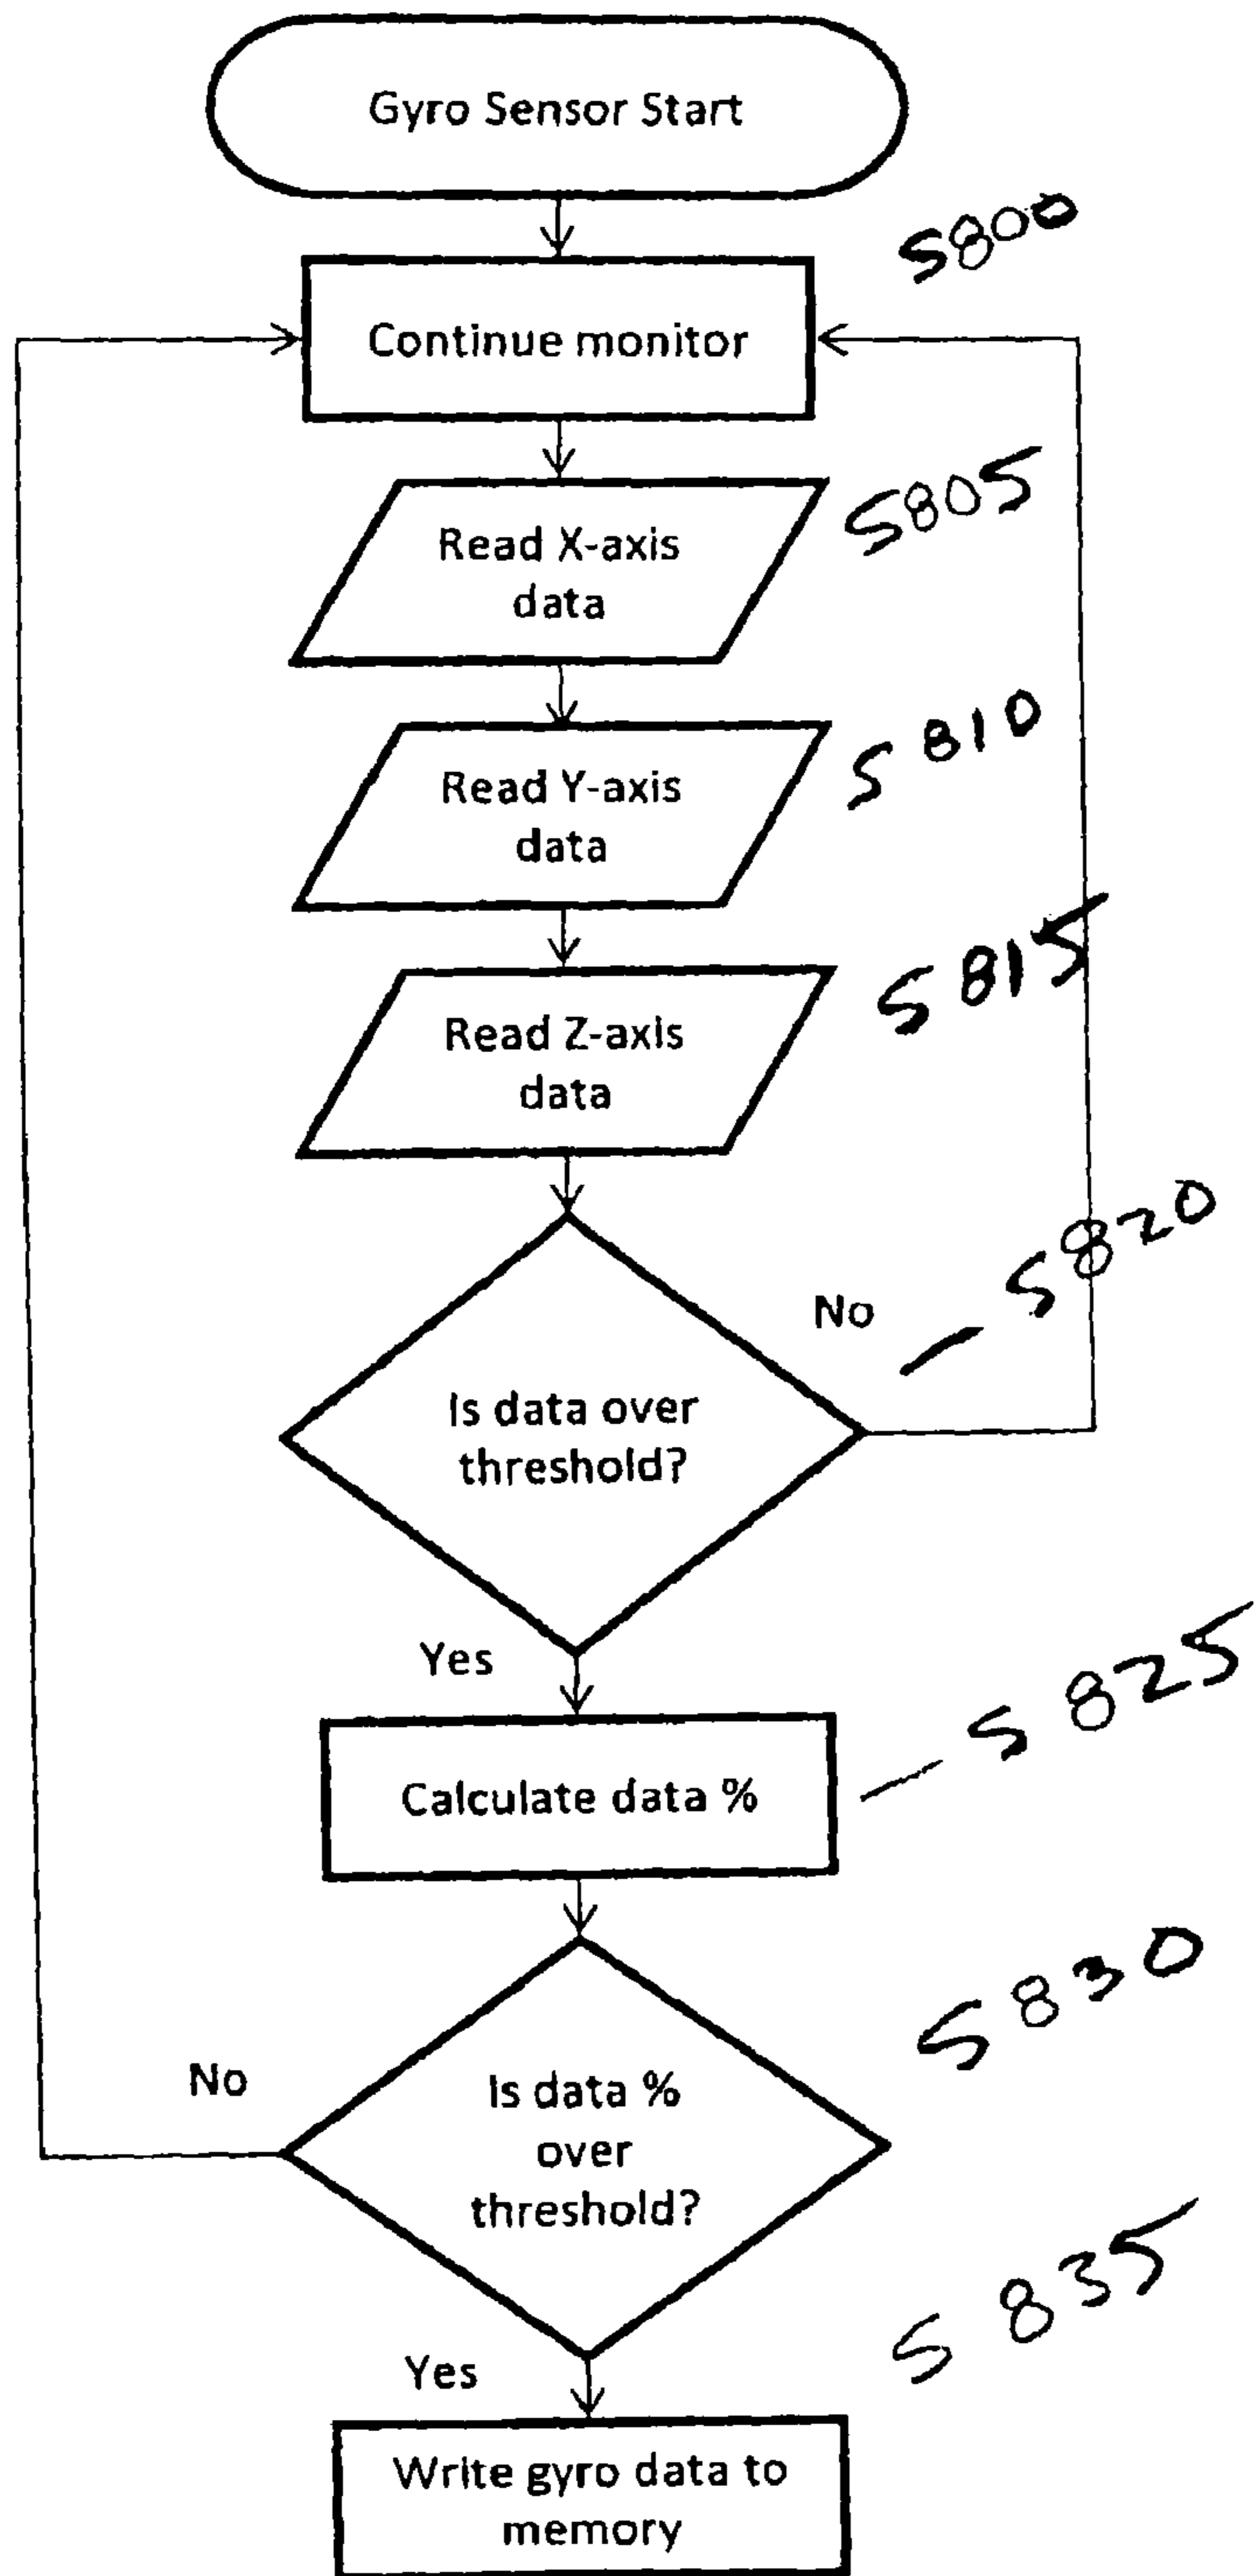 Gyro Sensor Start
S800
Continue monitor
S805
Read X-axis
data
S810
Read Y-axis
data
S815
Read Z-axis
data
S820
No
Is data over
threshold?
Yes
S825
Calculate data %
S830
No
Is data %
over
threshold?
S835
Yes
Write gyro data to
memory